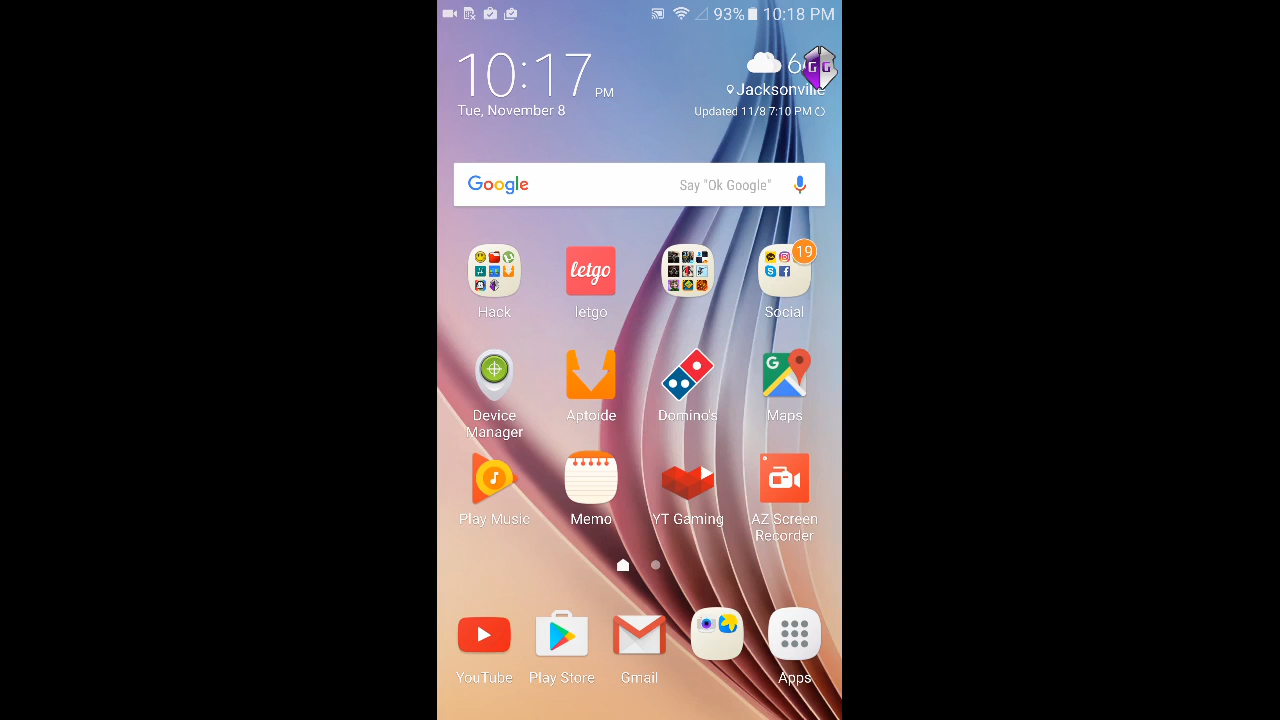 93% 10:18 PM
10:17 PM
Tue, November 8
Jacksonville
Updated 11/8 7:10 PM
Google
Say "Ok Google"
19
letgo
Hack
letgo
Social
G
Device Manager
Aptoide
Domino's
Maps
Play Music
Memo
YT Gaming
AZ Screen Recorder
YouTube
Play Store
Gmail
Apps